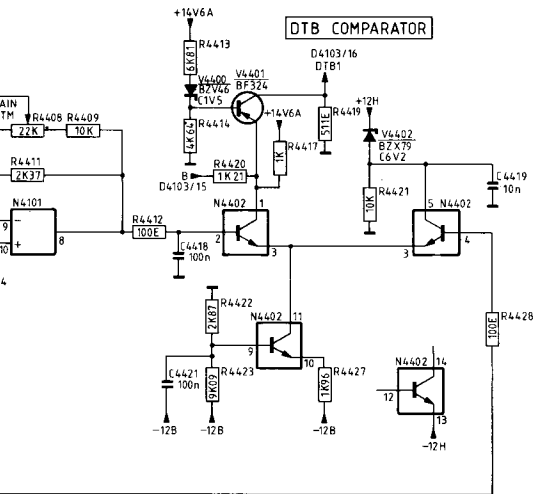 +14V6A
DTB COMPARATOR
R4413
6K81
D4103/16
DTB1
V4400
BZV46
C1V5
V4401
BF324
+14V6A
+12H
AIN
TM
R4408
22K
R4409
10K
R4414
4K64
R4417
1K
R4419
511E
V4402
BZX79
C6V2
R4411
2K37
B
D4103/15
R4420
1K21
R4421
10K
C4419
10n
N4101
9
10
8
R4412
100E
C4418
100n
N4402
1
2
3
5
N4402
4
3
R4422
2K87
N4402
11
9
10
R4428
100E
C4421
100n
R4423
9K09
R4427
1K96
N4402
14
12
13
-12B
-12B
-12B
-12H
4